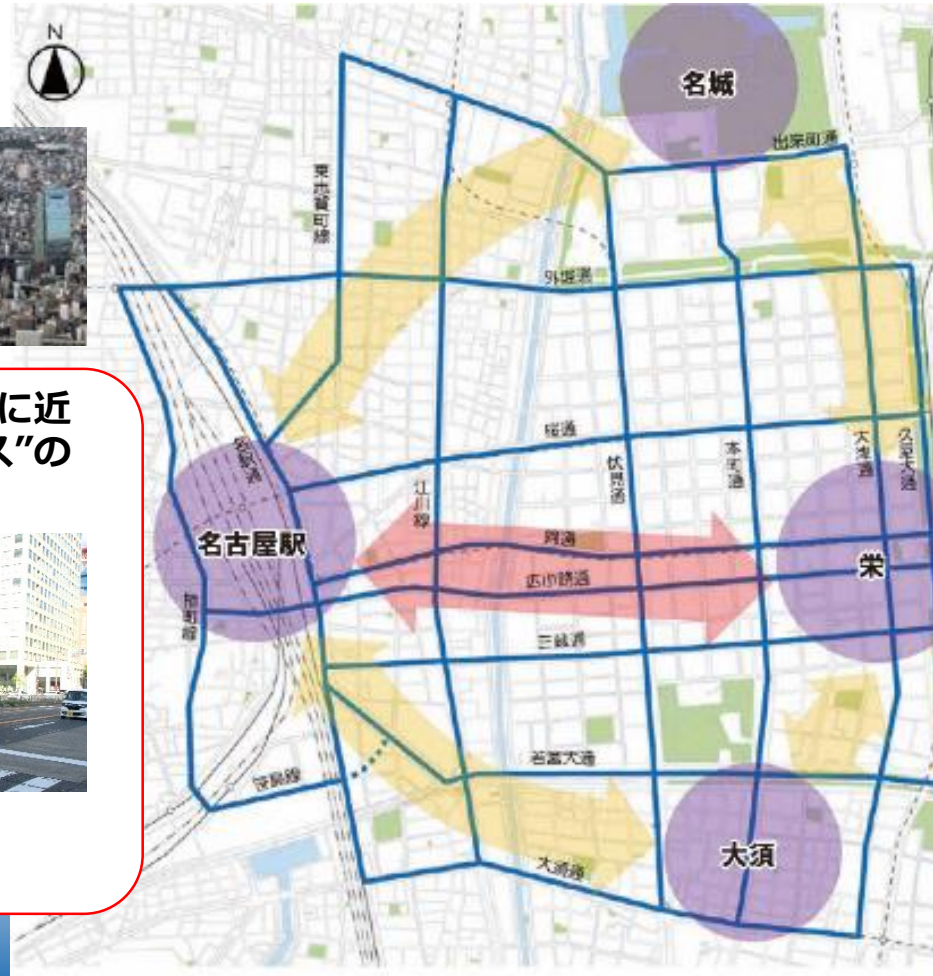 N
名城
出来町通
東志賀町線
外堀通
に近
ス”の
桜通
伏見通
本町通
大津通
久屋大通
江川線
名古屋駅
錦通
広小路通
栄
三蔵通
若宮大通
笹島線
大須
大須通